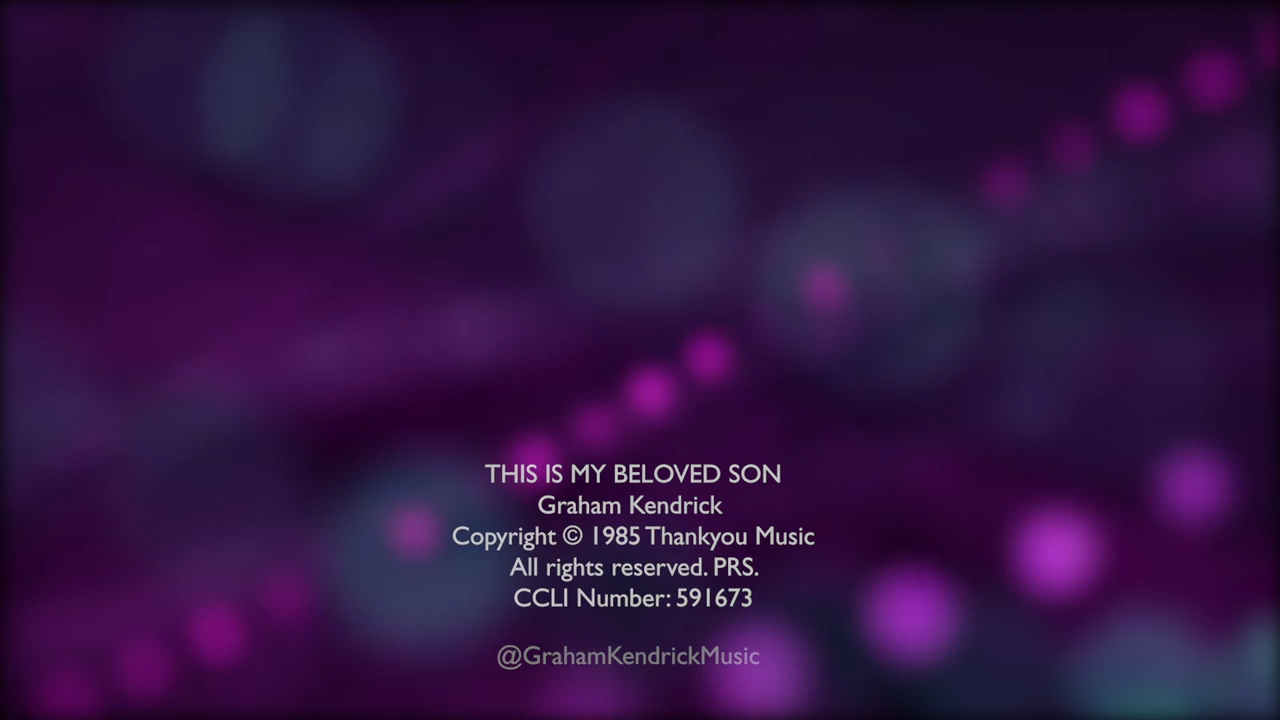 THIS IS MY BELOVED SON
Graham Kendrick
Copyright © 1985 Thankyou Music
All rights reserved. PRS.
CCLI Number: 591673
@GrahamKendrickMusic